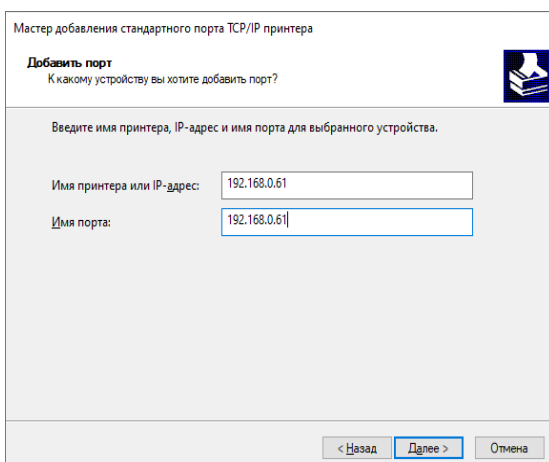 Мастер добавления стандартного порта TCP/IP принтера
Добавить порт
К какому устройству вы хотите добавить порт?
Введите имя принтера, IP-адрес и имя порта для выбранного устройства.
Имя принтера или IP-адрес: 192.168.0.61
Имя порта: 192.168.0.61
< Назад Далее > Отмена